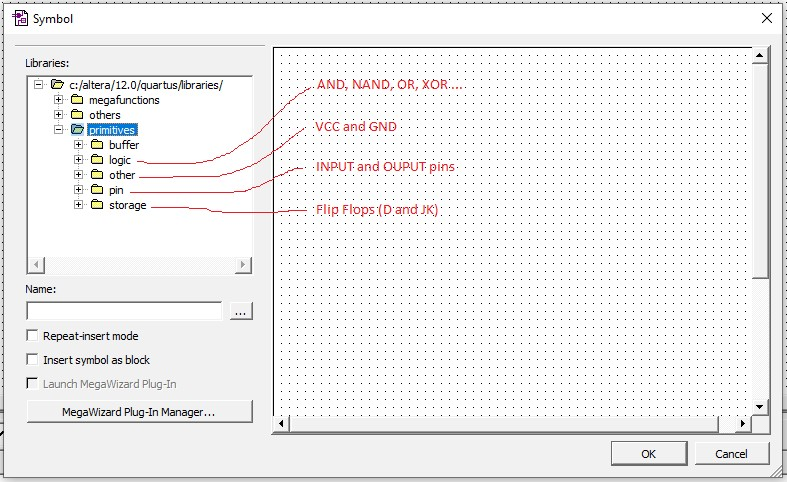 Symbol
Libraries:
c:/altera/12.0/quartus/libraries/
megafunctions
others
primitives
buffer
logic
other
pin
storage
AND, NAND, OR, XOR....
VCC and GND
INPUT and OUPUT pins
Flip Flops (D and JK)
Name:
...
Repeat-insert mode
Insert symbol as block
Launch MegaWizard Plug-In
MegaWizard Plug-In Manager...
OK
Cancel